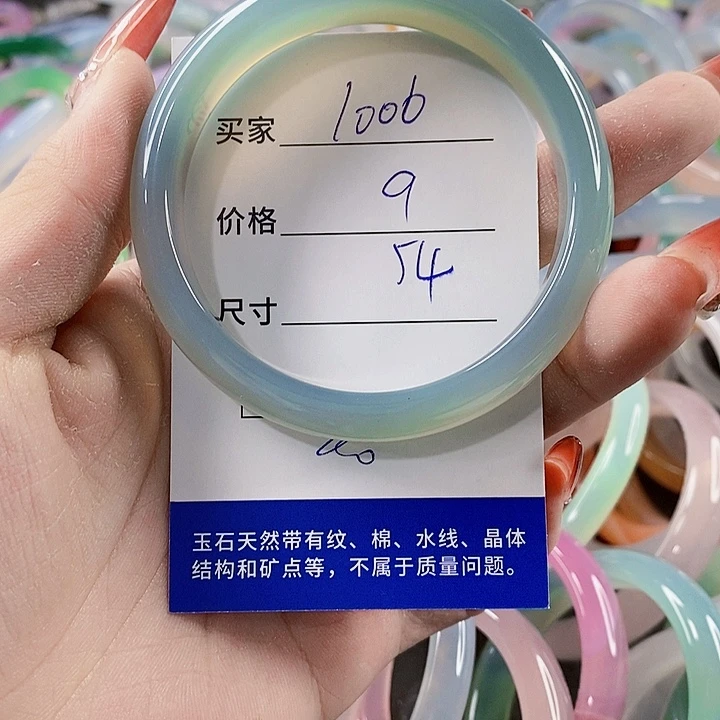 买家 1006
价格 9
54
尺寸
玉石天然带有纹、棉、水线、晶体
结构和矿点等，不属于质量问题。